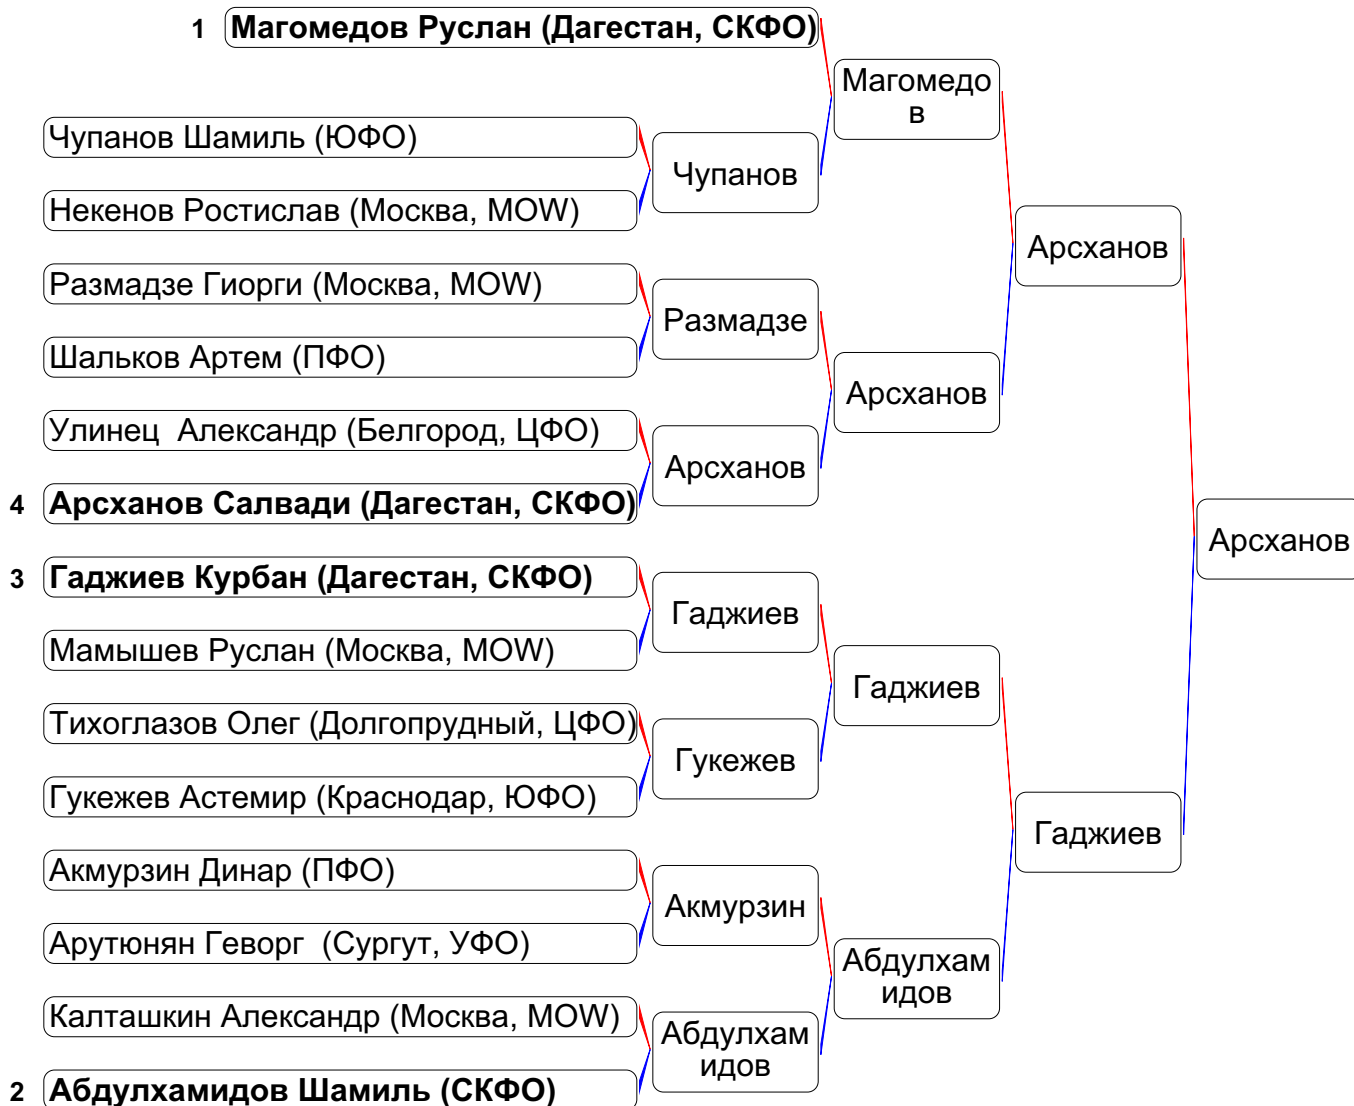 1 Магомедов Руслан (Дагестан, СКФО)
Магомедо
в
Чупанов Шамиль (ЮФО)
Чупанов
Некенов Ростислав (Москва, MOW)
Арсханов
Размадзе Гиорги (Москва, MOW)
Размадзе
Шальков Артем (ПФО)
Арсханов
Улинец  Александр (Белгород, ЦФО)
Арсханов
4 Арсханов Салвади (Дагестан, СКФО)
Арсханов
3 Гаджиев Курбан (Дагестан, СКФО)
Гаджиев
Мамышев Руслан (Москва, MOW)
Гаджиев
Тихоглазов Олег (Долгопрудный, ЦФО)
Гукежев
Гукежев Астемир (Краснодар, ЮФО)
Гаджиев
Акмурзин Динар (ПФО)
Акмурзин
Арутюнян Геворг  (Сургут, УФО)
Абдулхам
идов
Калташкин Александр (Москва, MOW)
Абдулхам
идов
2 Абдулхамидов Шамиль (СКФО)